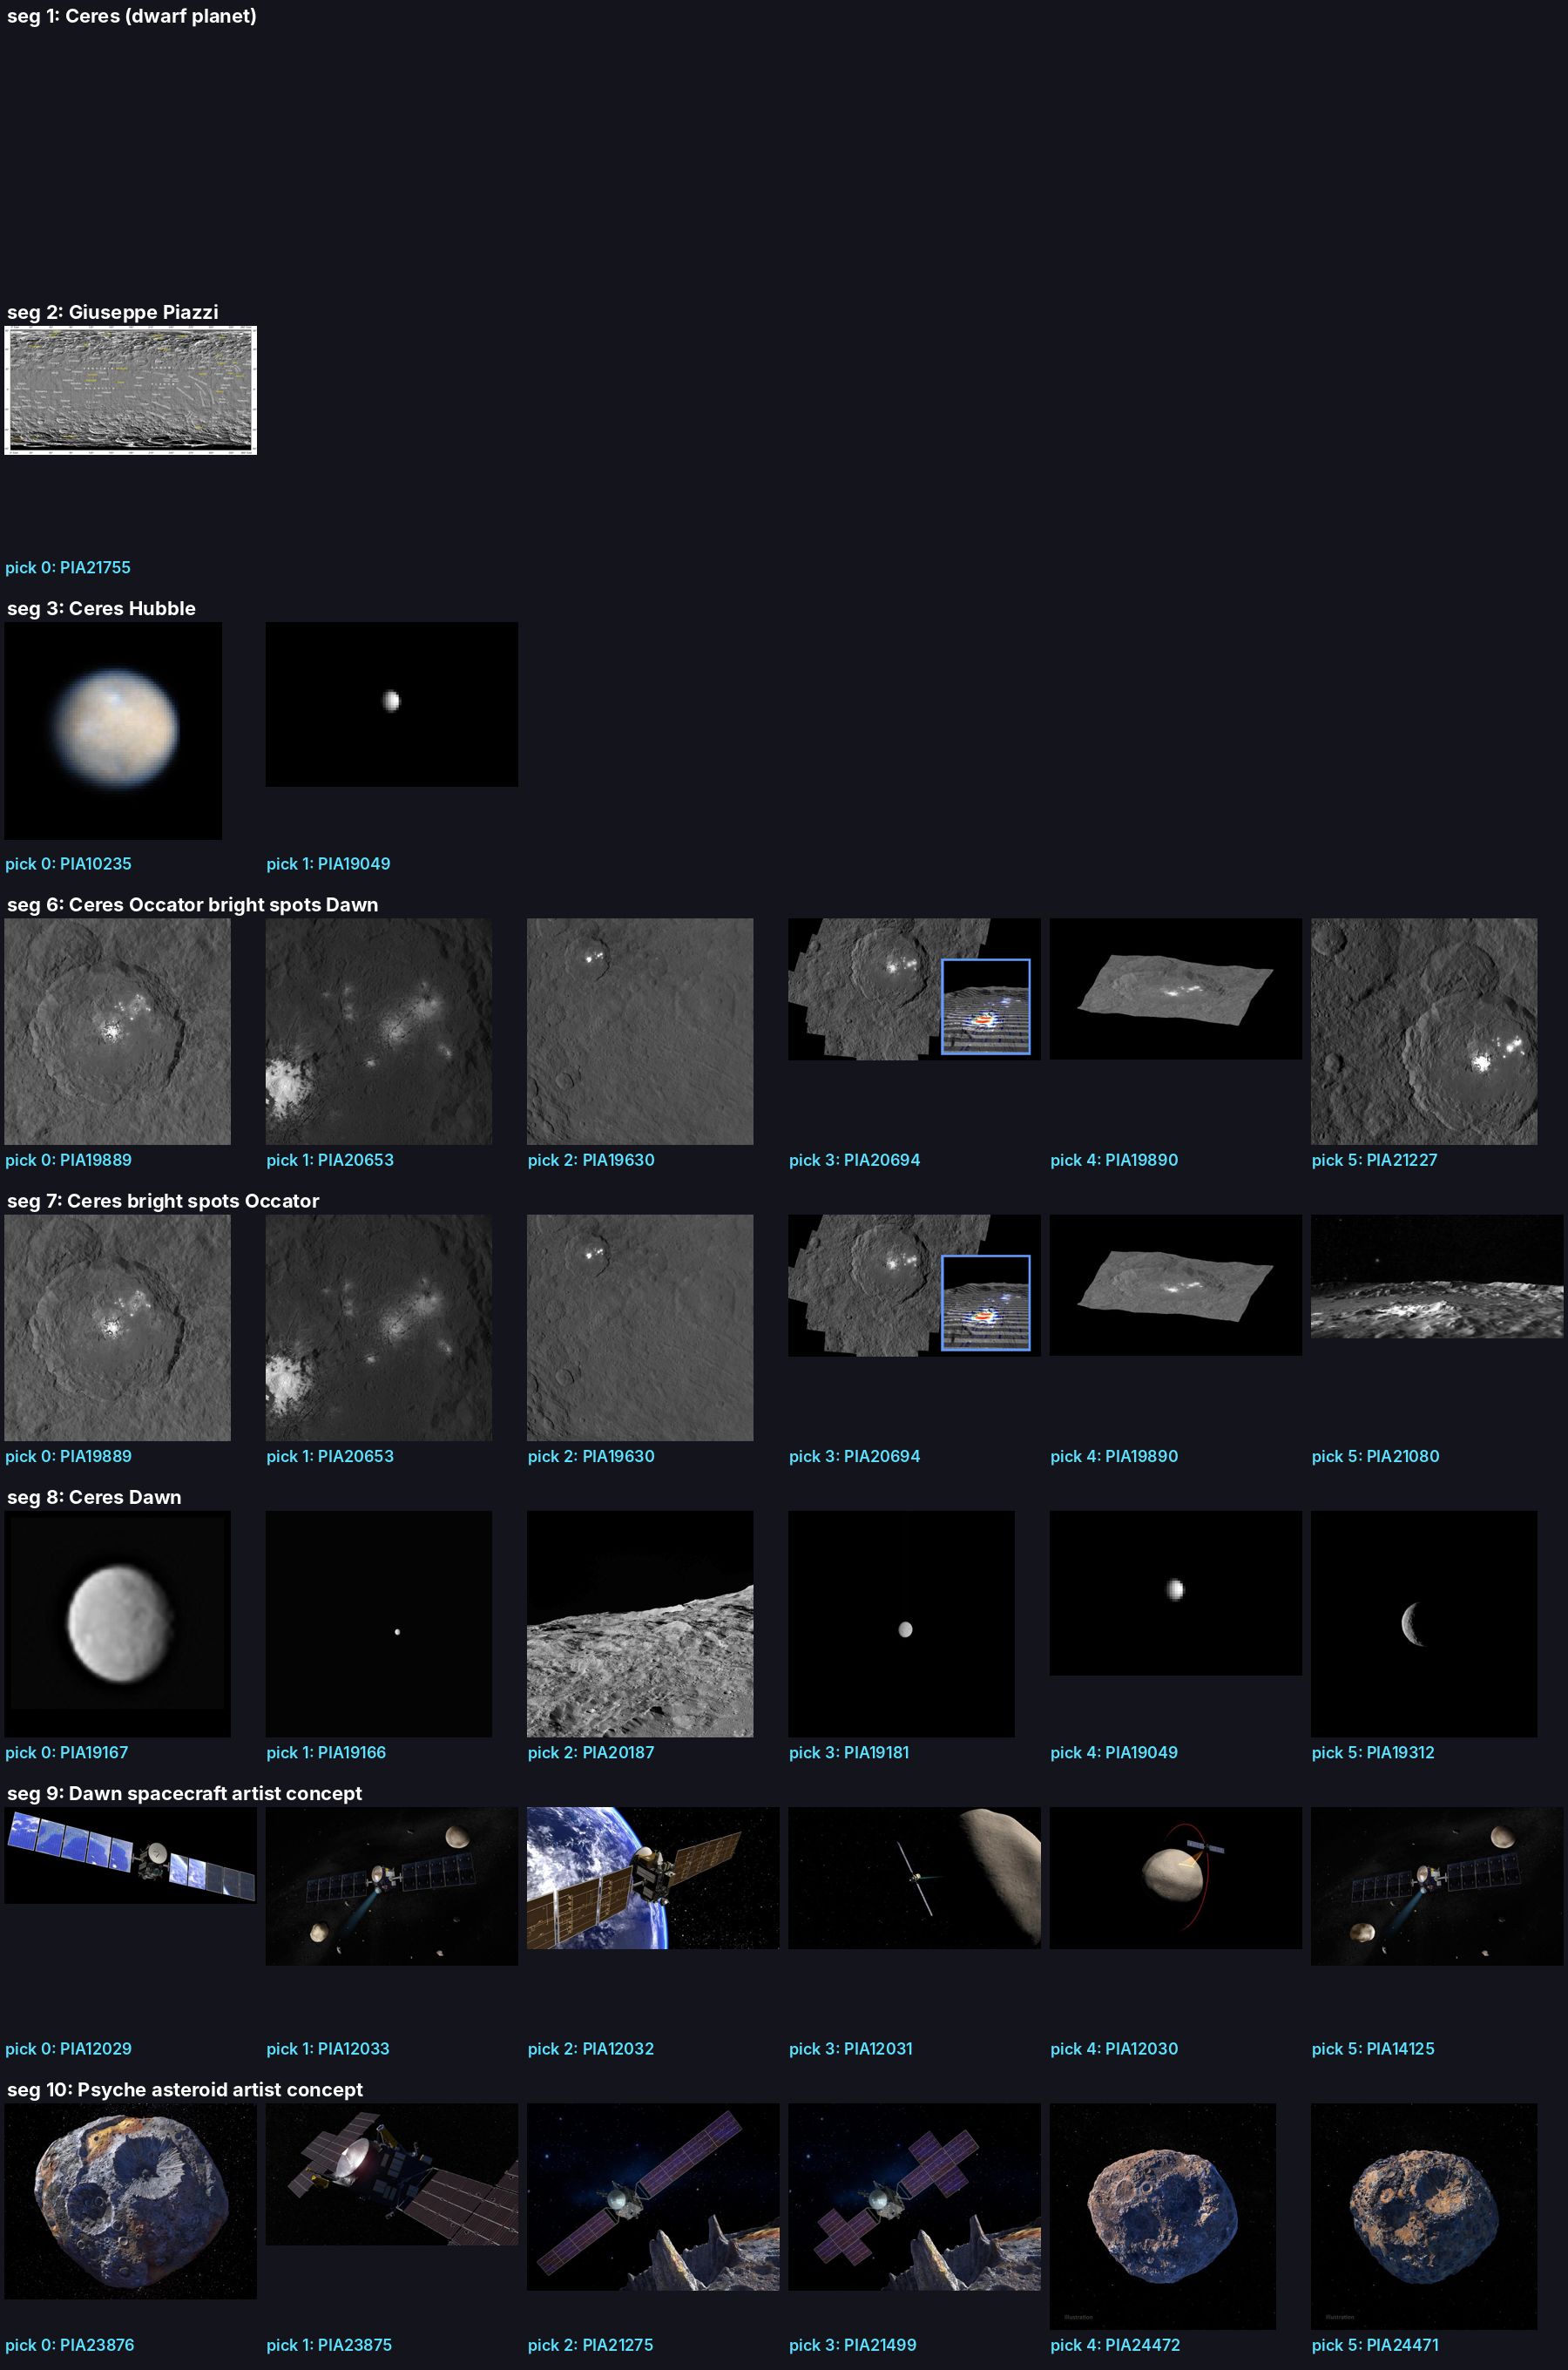 seg 1: Ceres (dwarf planet)
seg 2: Giuseppe Piazzi
pick 0: PIA21755
seg 3: Ceres Hubble
pick 0: PIA10235
pick 1: PIA19049
seg 6: Ceres Occator bright spots Dawn
pick 0: PIA19889
pick 1: PIA20653
pick 2: PIA19630
pick 3: PIA20694
pick 4: PIA19890
pick 5: PIA21227
seg 7: Ceres bright spots Occator
pick 0: PIA19889
pick 1: PIA20653
pick 2: PIA19630
pick 3: PIA20694
pick 4: PIA19890
pick 5: PIA21080
seg 8: Ceres Dawn
pick 0: PIA19167
pick 1: PIA19166
pick 2: PIA20187
pick 3: PIA19181
pick 4: PIA19049
pick 5: PIA19312
seg 9: Dawn spacecraft artist concept
pick 0: PIA12029
pick 1: PIA12033
pick 2: PIA12032
pick 3: PIA12031
pick 4: PIA12030
pick 5: PIA14125
seg 10: Psyche asteroid artist concept
Illustration
Illustration
pick 0: PIA23876
pick 1: PIA23875
pick 2: PIA21275
pick 3: PIA21499
pick 4: PIA24472
pick 5: PIA24471